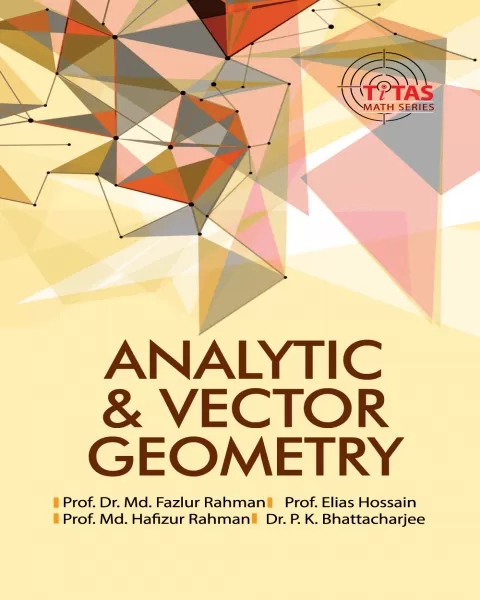 TiTAS
MATH SERIES
ANALYTIC
& VECTOR
GEOMETRY
Prof. Dr. Md. Fazlur Rahman Prof. Elias Hossain
Prof. Md. Hafizur Rahman Dr. P. K. Bhattacharjee